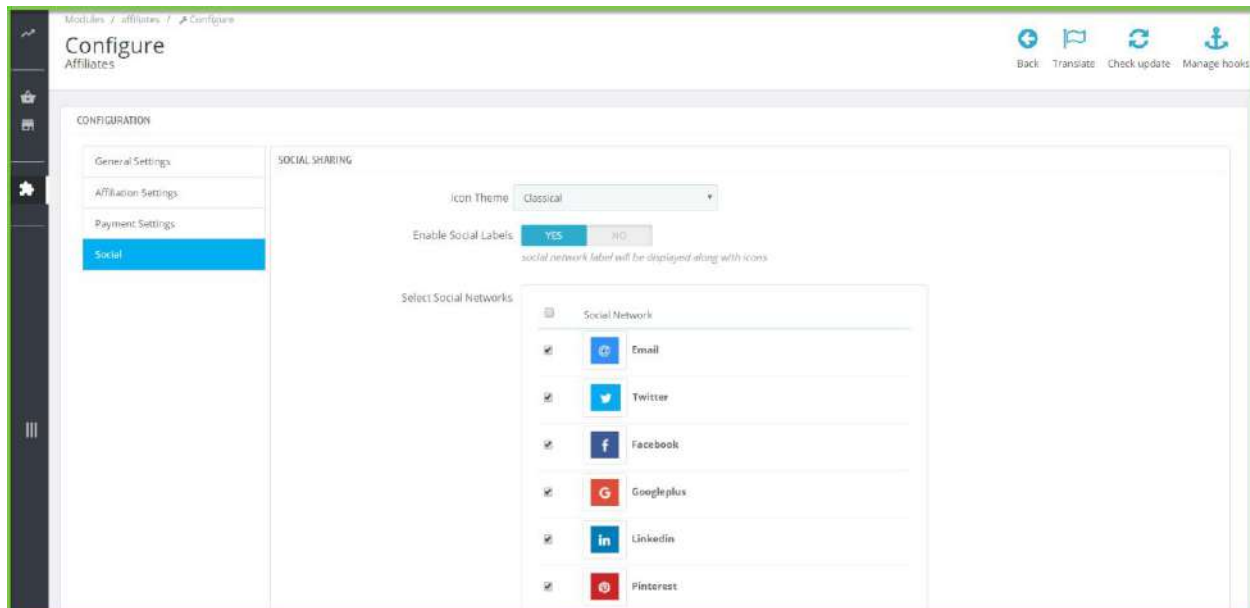 Modules / affiliates / Configure
Configure
Affiliates
Back Translate Check update Manage hooks
CONFIGURATION
General Settings
Affiliation Settings
Payment Settings
Social
SOCIAL SHARING
Icon Theme Classical
Enable Social Labels YES NO
social network label will be displayed along with icons
Select Social Networks
Social Network
@ Email
Twitter
f Facebook
G Googleplus
in Linkedin
Pinterest